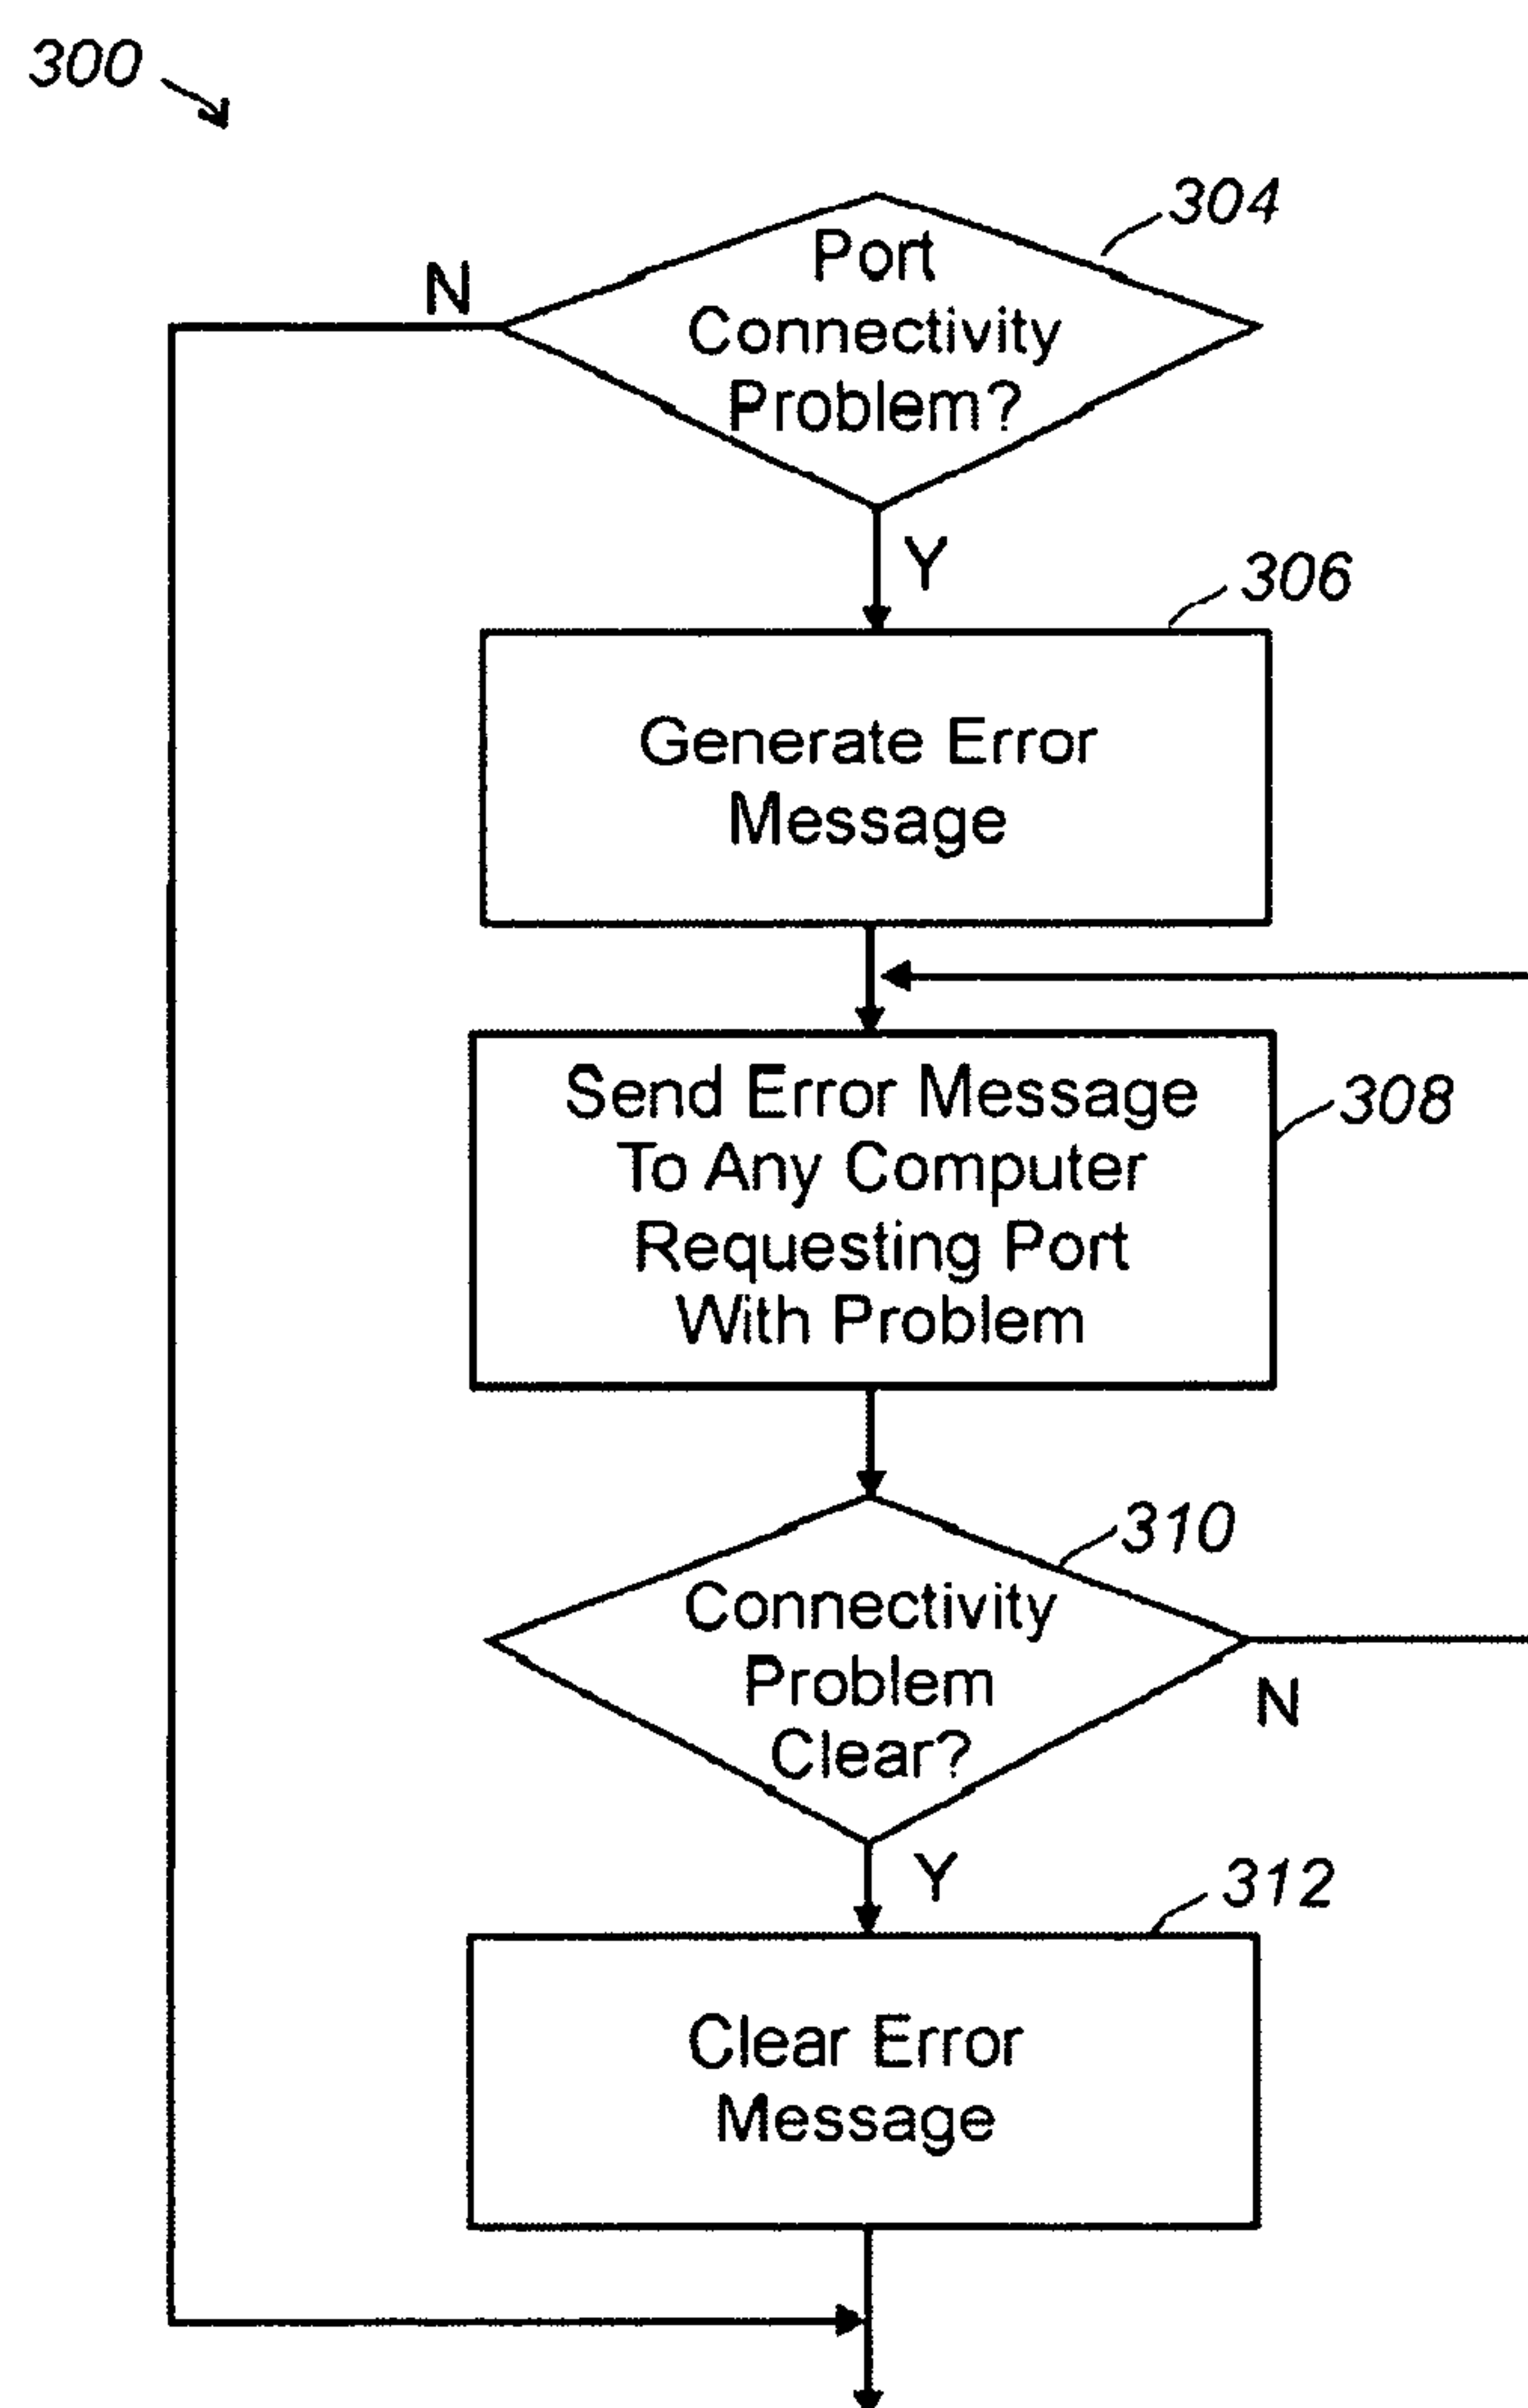 300
304
Port
Connectivity
Problem?
N
Y
306
Generate Error
Message
Send Error Message
To Any Computer
Requesting Port
With Problem
308
310
Connectivity
Problem
Clear?
N
Y
312
Clear Error
Message